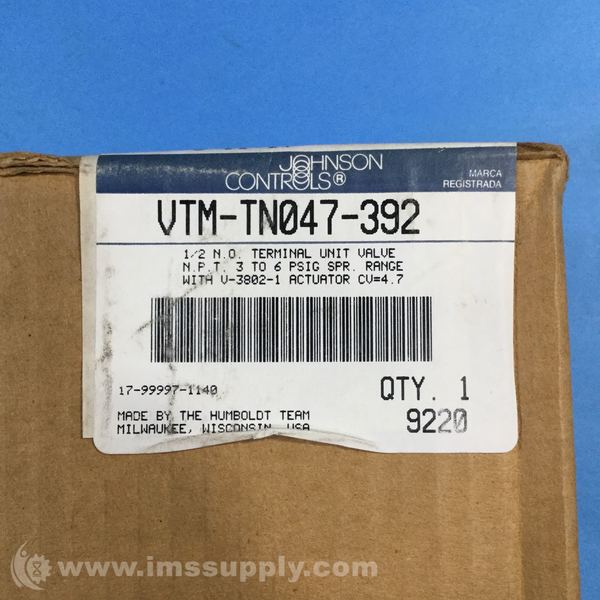 JOHNSON
CONTROLS®
MARCA
REGISTRADA
VTM-TN047-392
1/2 N.O. TERMINAL UNIT VALVE
N.P.T. 3 TO 6 PSIG SPR. RANGE
WITH V-3802-1 ACTUATOR CV=4.7
17-99997-1140
QTY. 1
MADE BY THE HUMBOLDT TEAM
9220
MILWAUKEE, WISCONSIN, USA
www.imssupply.com